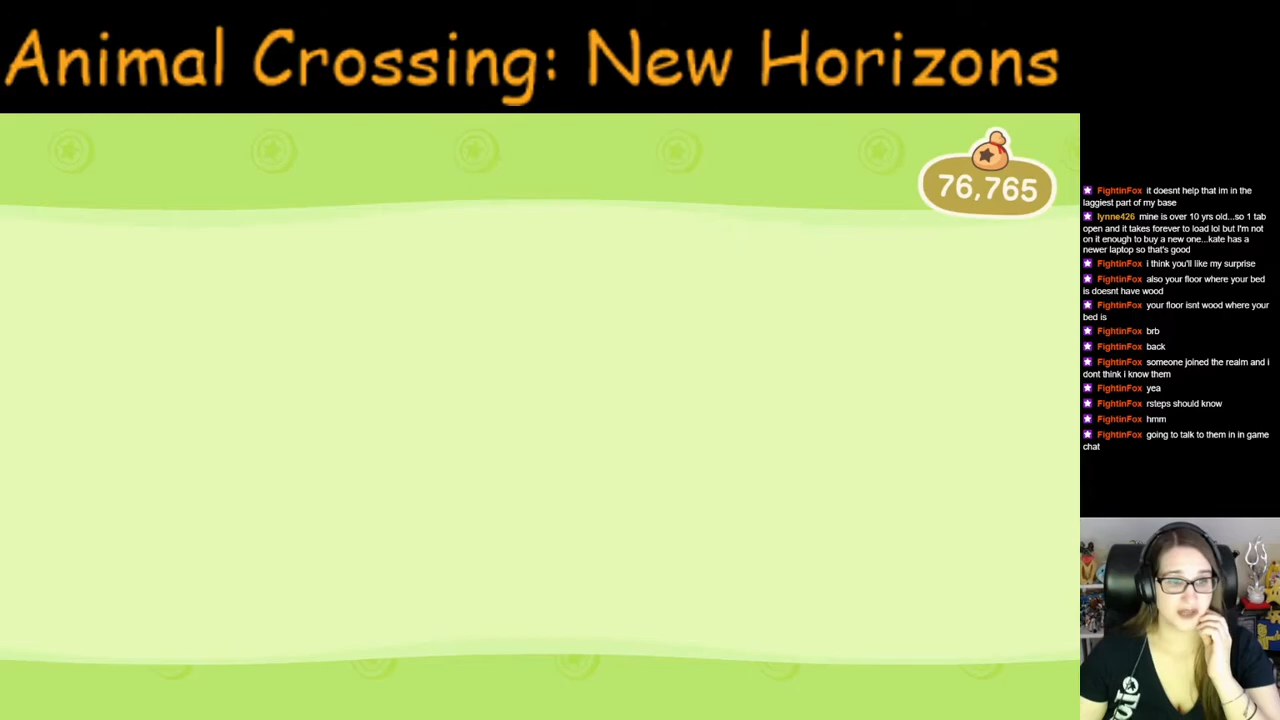 Animal Crossing: New Horizons
76,765
FightinFox it doesnt help that im in the
laggiest part of my base
lynne426 mine is over 10 yrs old...so 1 tab
open and it takes forever to load lol but I'm not
on it enough to buy a new one...kate has a
newer laptop so that's good
FightinFox i think you'll like my surprise
FightinFox also your floor where your bed
is doesnt have wood
FightinFox your floor isnt wood where your
bed is
FightinFox brb
FightinFox back
FightinFox someone joined the realm and i
dont think i know them
FightinFox yea
FightinFox rsteps should know
FightinFox hmm
FightinFox going to talk to them in in game
chat